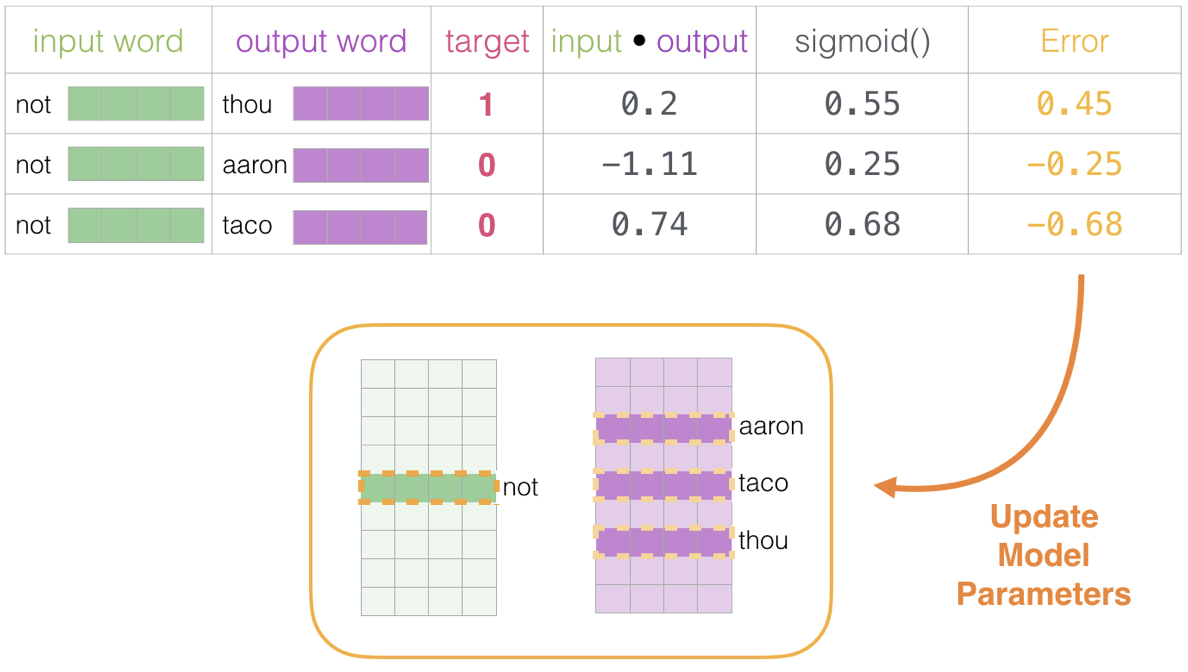 input word output word target input • output sigmoid() Error
not thou 1 0.2 0.55 0.45
not aaron 0 -1.11 0.25 -0.25
not taco 0 0.74 0.68 -0.68
aaron
taco
not
thou
Update
Model
Parameters